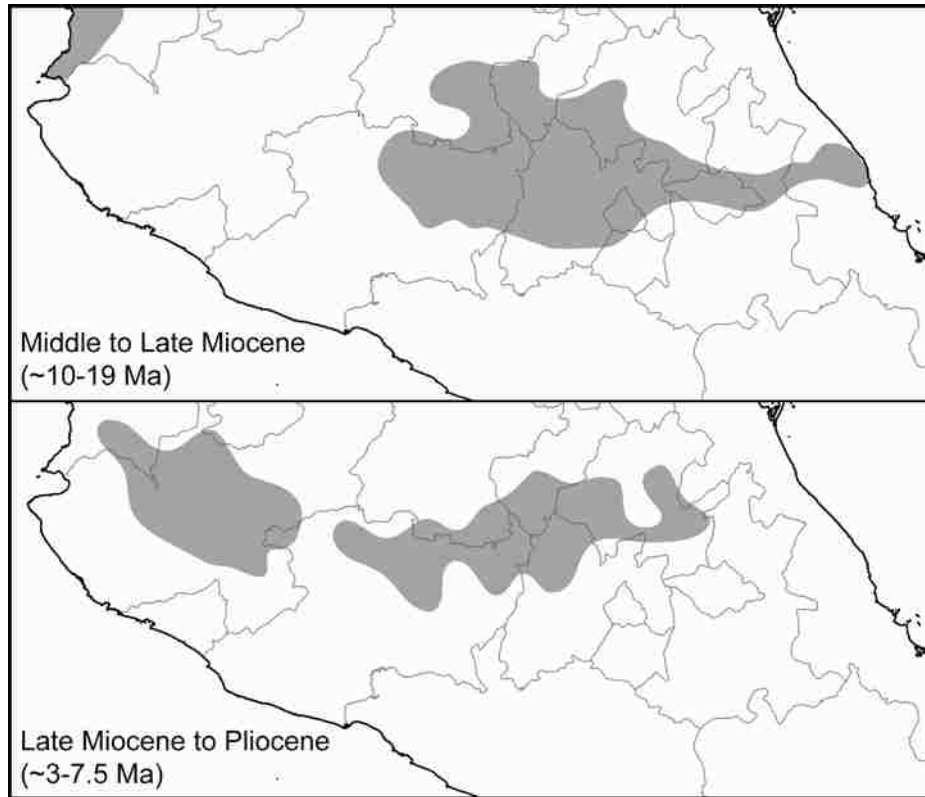 Middle to Late Miocene
(~10-19 Ma)
Late Miocene to Pliocene
(~3-7.5 Ma)